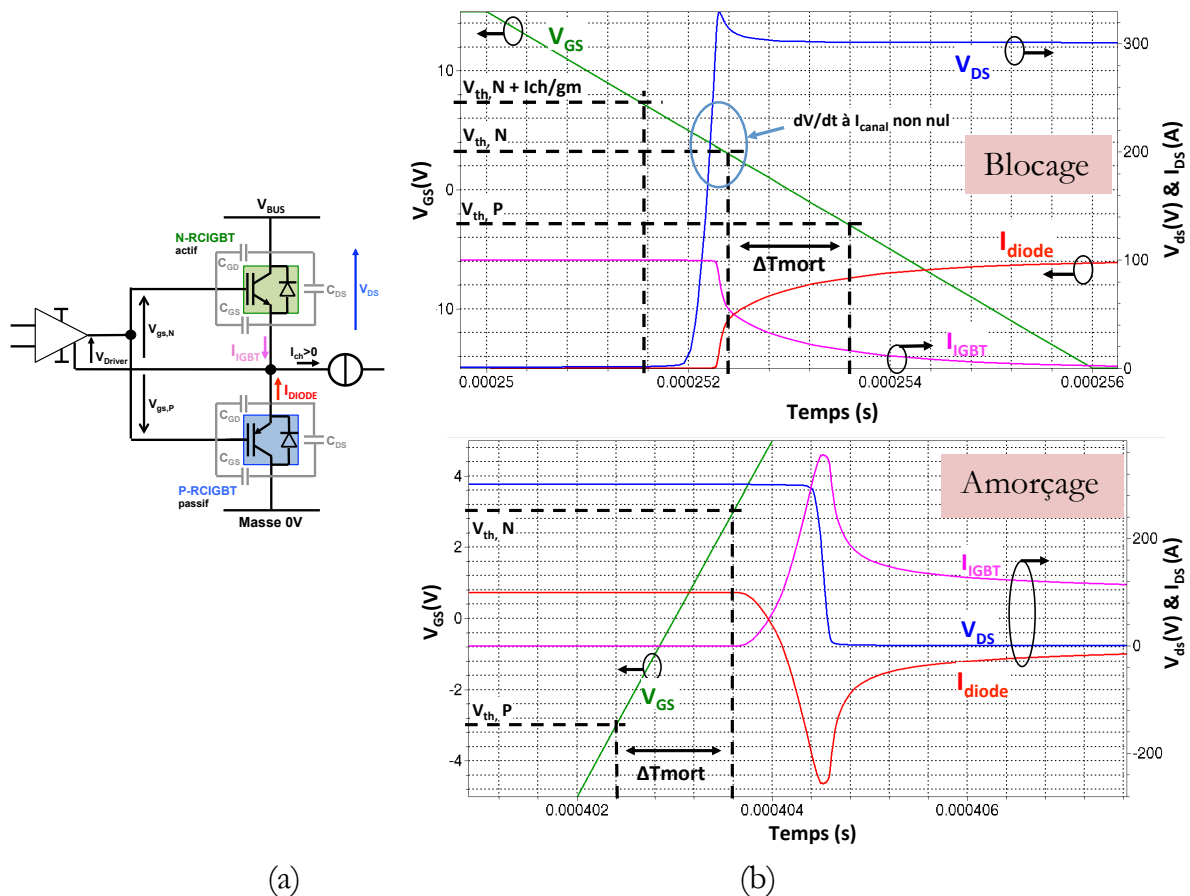 V_BUS
N-RCIGBT
actif
C_GD
C_GS
C_DS
V_DS
V_gs,N
V_Driver
I_IGBT
I_ch>0
I_DIODE
V_gs,P
C_GD
C_GS
C_DS
P-RCIGBT
passif
Masse 0V
(a)
V_GS
V_DS
V_th,N + Ich/gm
dV/dt à I_canal non nul
V_th, N
Blocage
V_th, P
ΔTmort
I_diode
I_IGBT
V_GS(V)
10
0
10
V_ds(V) & I_DS (A)
300
200
100
0
0.00025
0.000252
0.000254
0.000256
Temps (s)
Amorçage
V_th, N
I_IGBT
V_DS
V_GS
I_diode
V_th, P
ΔTmort
V_GS(V)
4
2
0
-2
-4
V_ds(V) & I_DS (A)
200
0
-200
0.000402
0.000404
0.000406
Temps (s)
(b)